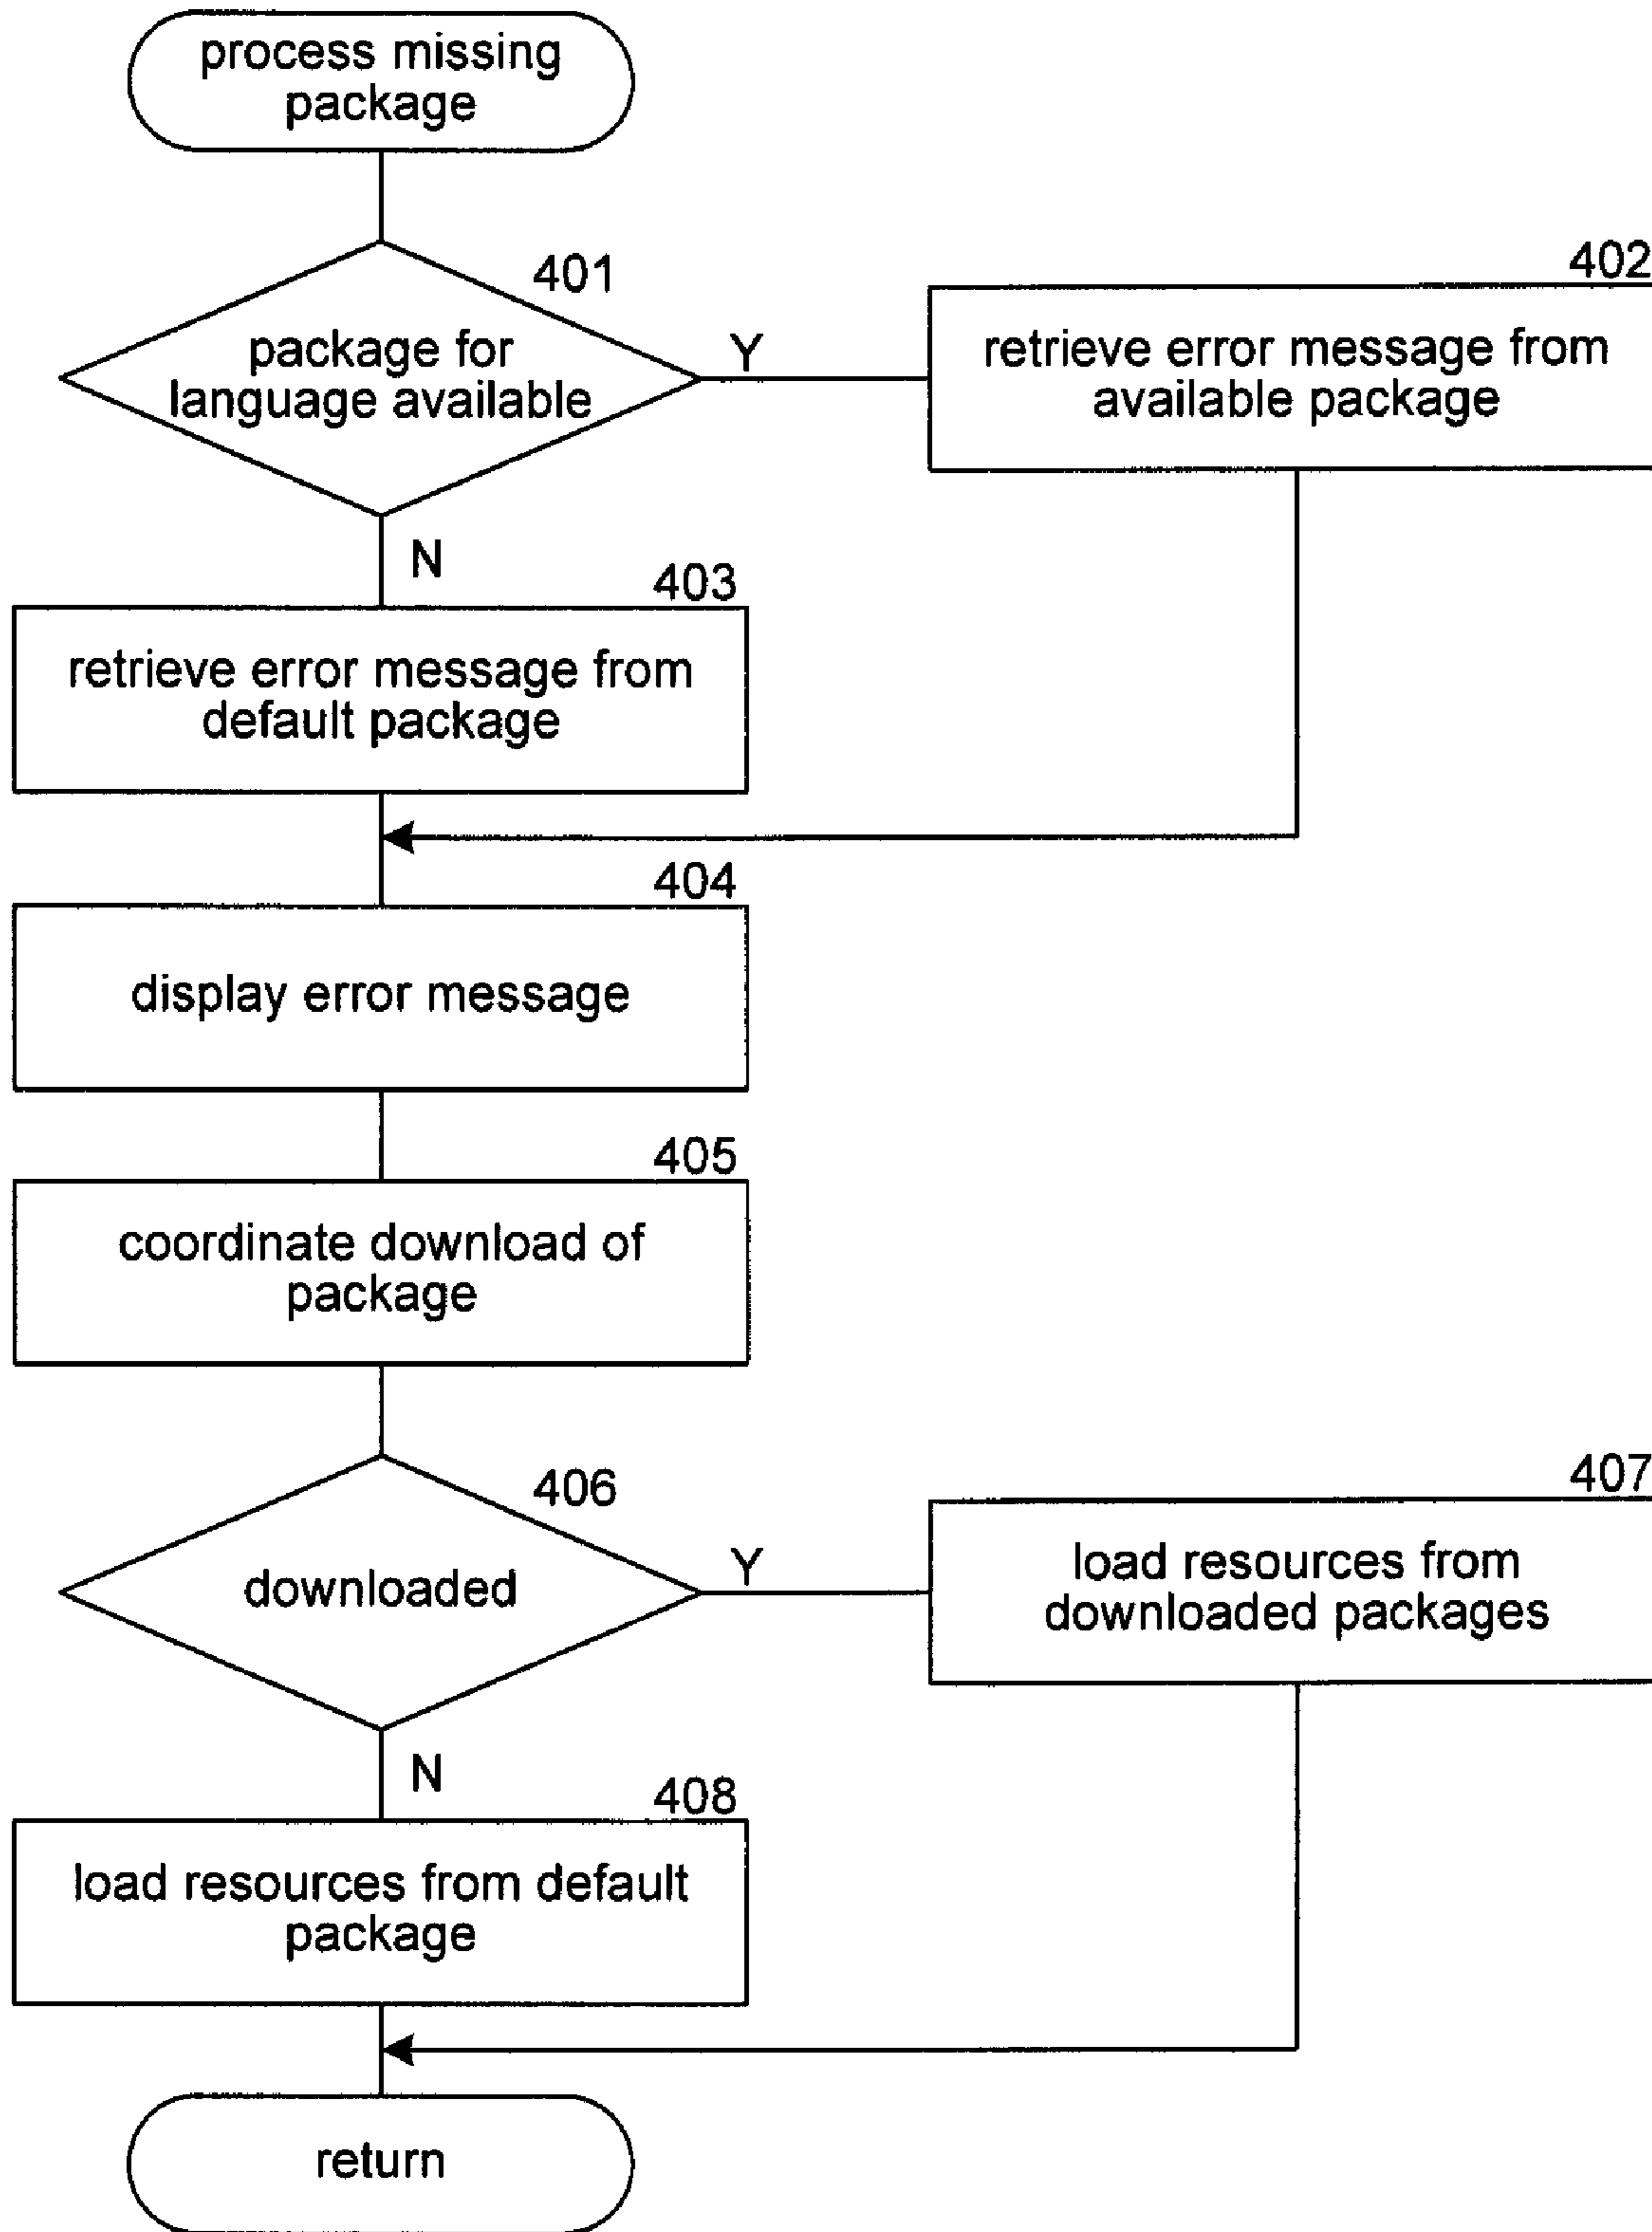 process missing
package
401
package for
language available
Y
402
retrieve error message from
available package
N
403
retrieve error message from
default package
404
display error message
405
coordinate download of
package
406
downloaded
Y
407
load resources from
downloaded packages
N
408
load resources from default
package
return